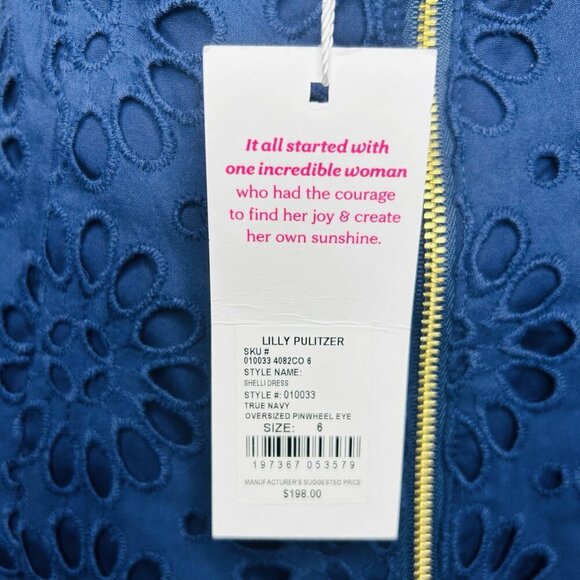 It all started with
one incredible woman
who had the courage
to find her joy & create
her own sunshine.
LILLY PULITZER
SKU #
010033 4082CO 6
STYLE NAME:
SHELLI DRESS
STYLE #: 010033
TRUE NAVY
OVERSIZED PINWHEEL EYE
SIZE: 6
197367 053579
MANUFACTURER'S SUGGESTED PRICE
$198.00